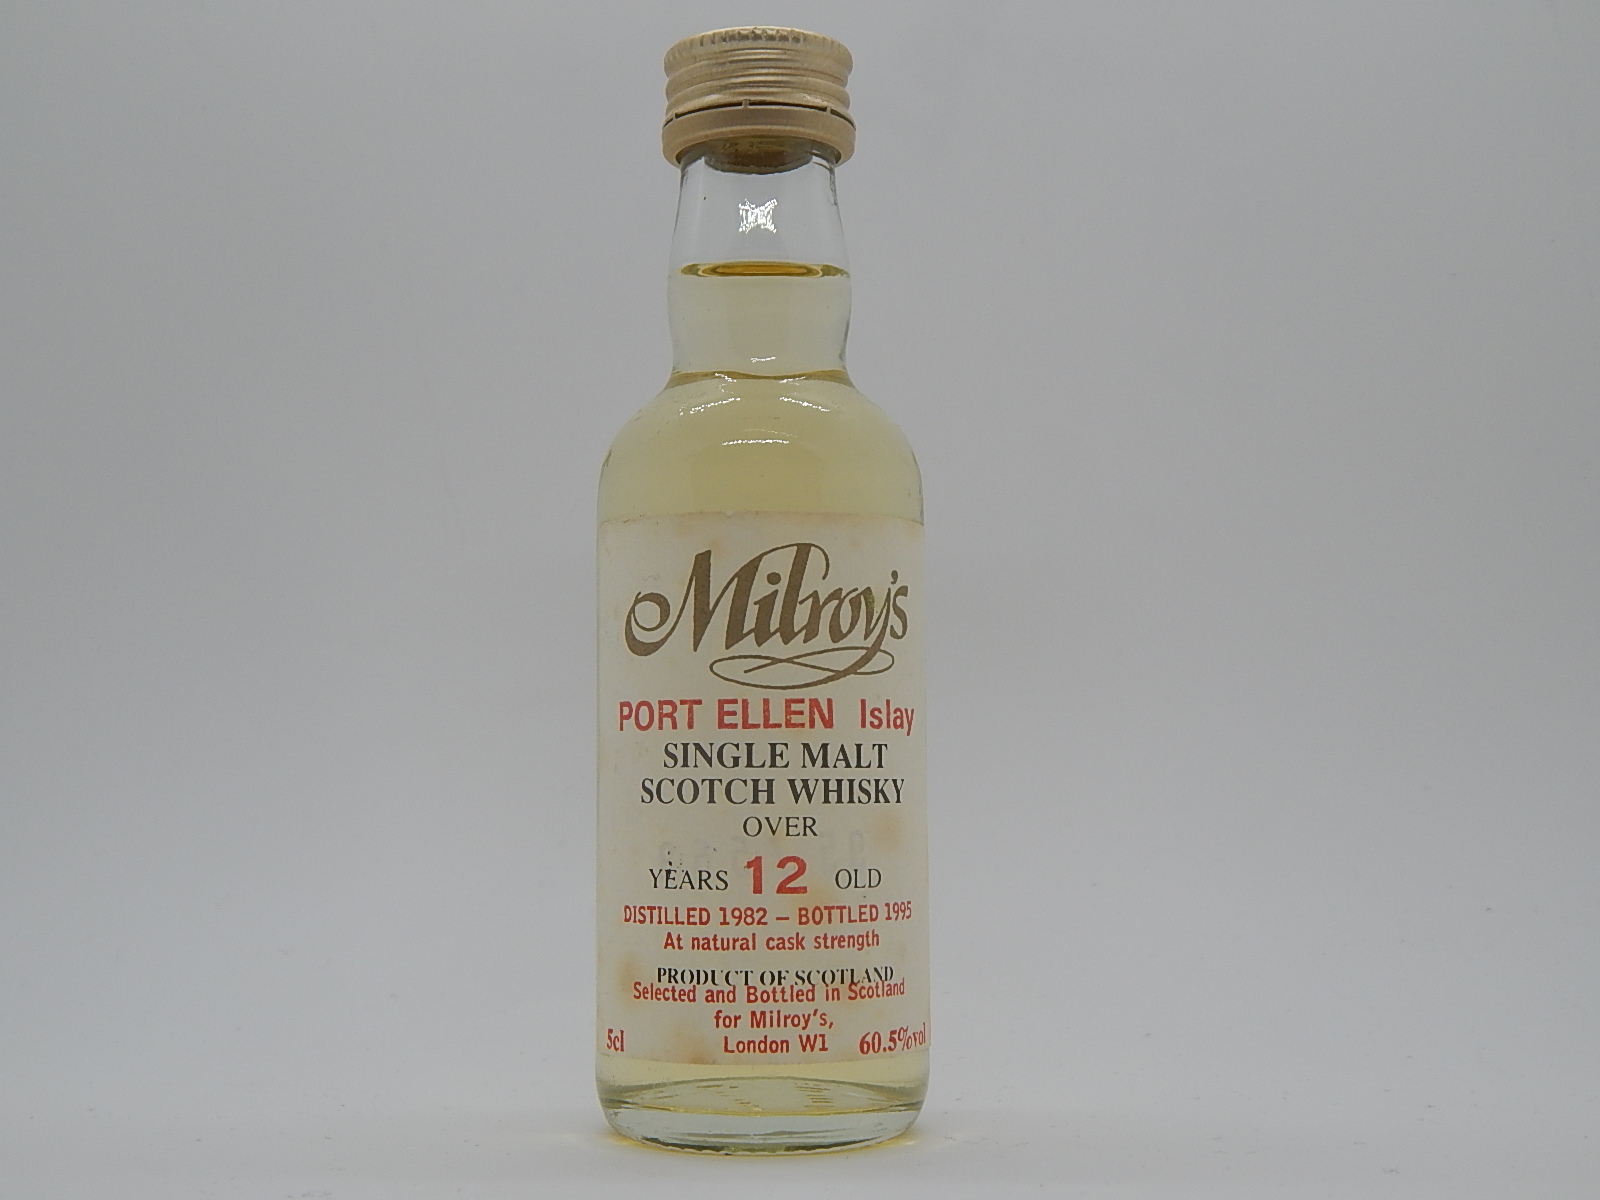 Milroy's
PORT ELLEN Islay
SINGLE MALT
SCOTCH WHISKY
OVER
YEARS 12 OLD
DISTILLED 1982 – BOTTLED 1995
At natural cask strength
PRODUCT OF SCOTLAND
Selected and Bottled in Scotland
for Milroy's,
5cl London W1 60.5%vol